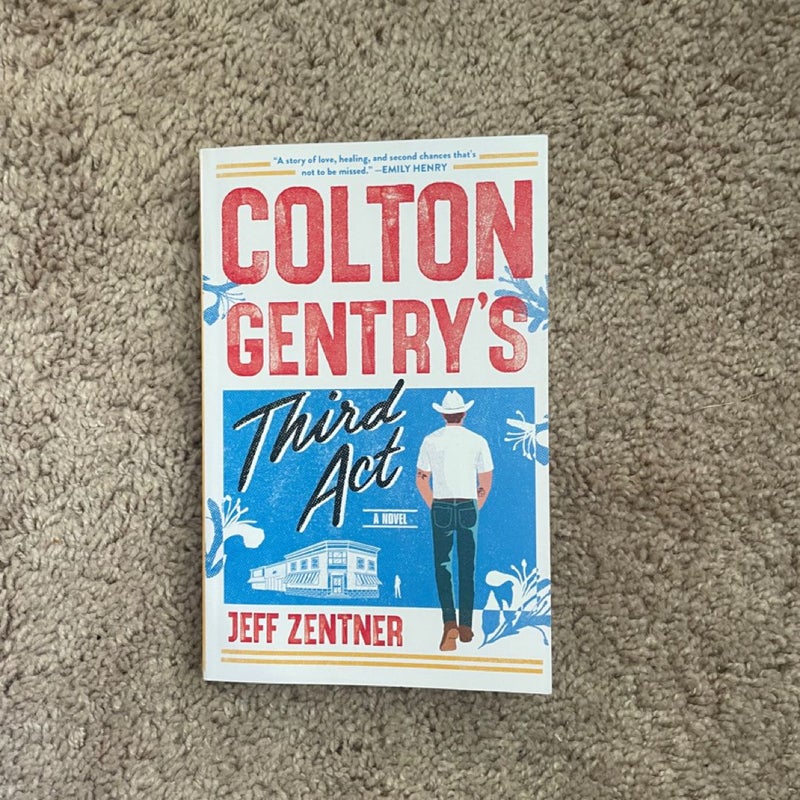 "A story of love, healing, and second chances that's
not to be missed." —EMILY HENRY
COLTON
GENTRY'S
Third
Act
A NOVEL
JEFF ZENTNER